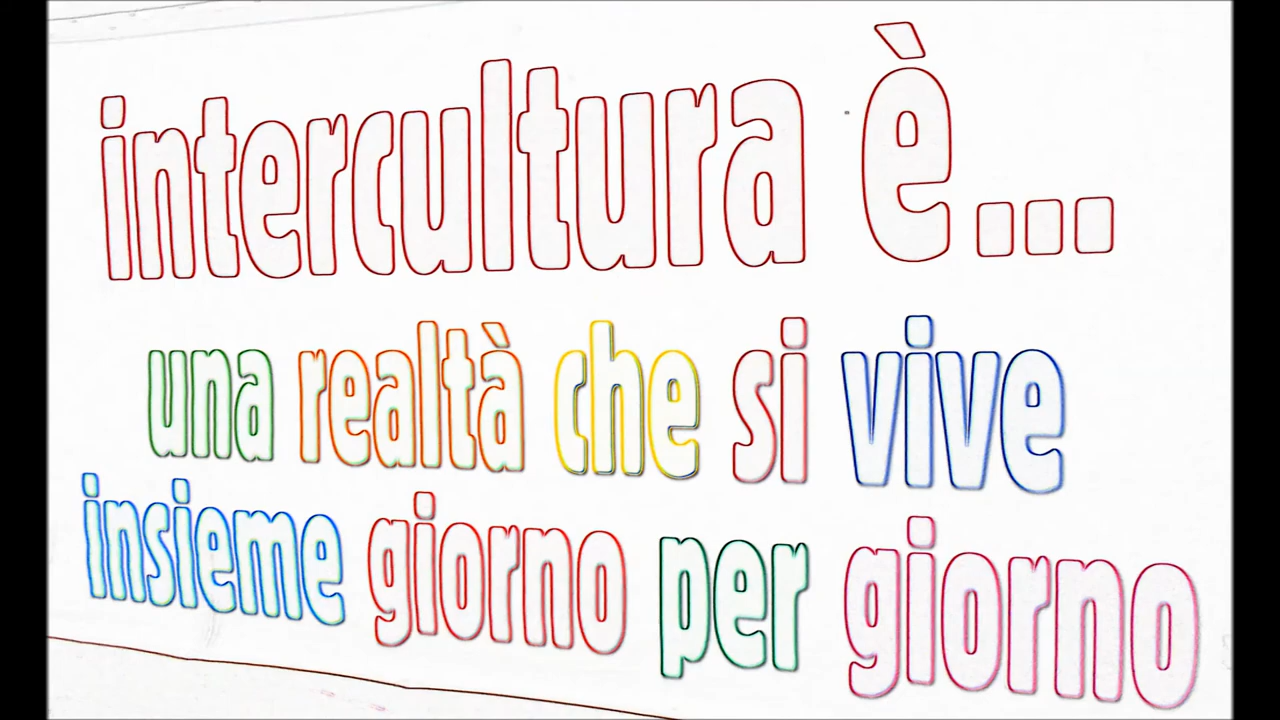 intercultura è...
una realtà che si vive
insieme giorno per giorno